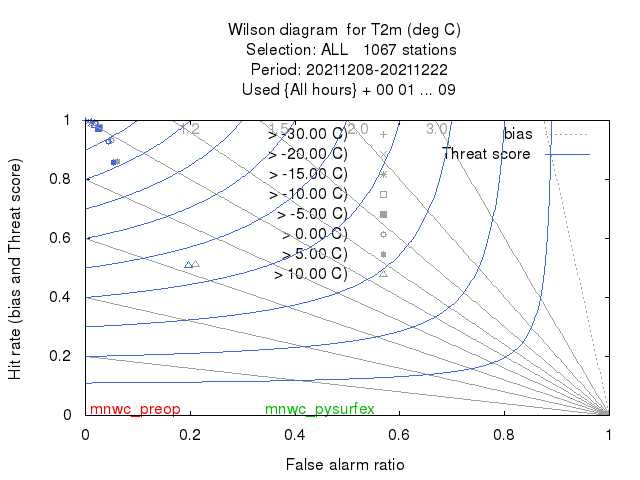 Wilson diagram  for T2m (deg C)
Selection: ALL   1067 stations
Period: 20211208-20211222
Used {All hours} + 00 01 ... 09
Hit rate (bias and Threat score)
1
0.8
0.6
0.4
0.2
0
1.2
1.5
2.0
3.0
> -30.00 C)
> -20.00 C)
> -15.00 C)
> -10.00 C)
> -5.00 C)
> 0.00 C)
> 5.00 C)
> 10.00 C)
bias
Threat score
mnwc_preop
mnwc_pysurfex
0
0.2
0.4
0.6
0.8
1
False alarm ratio